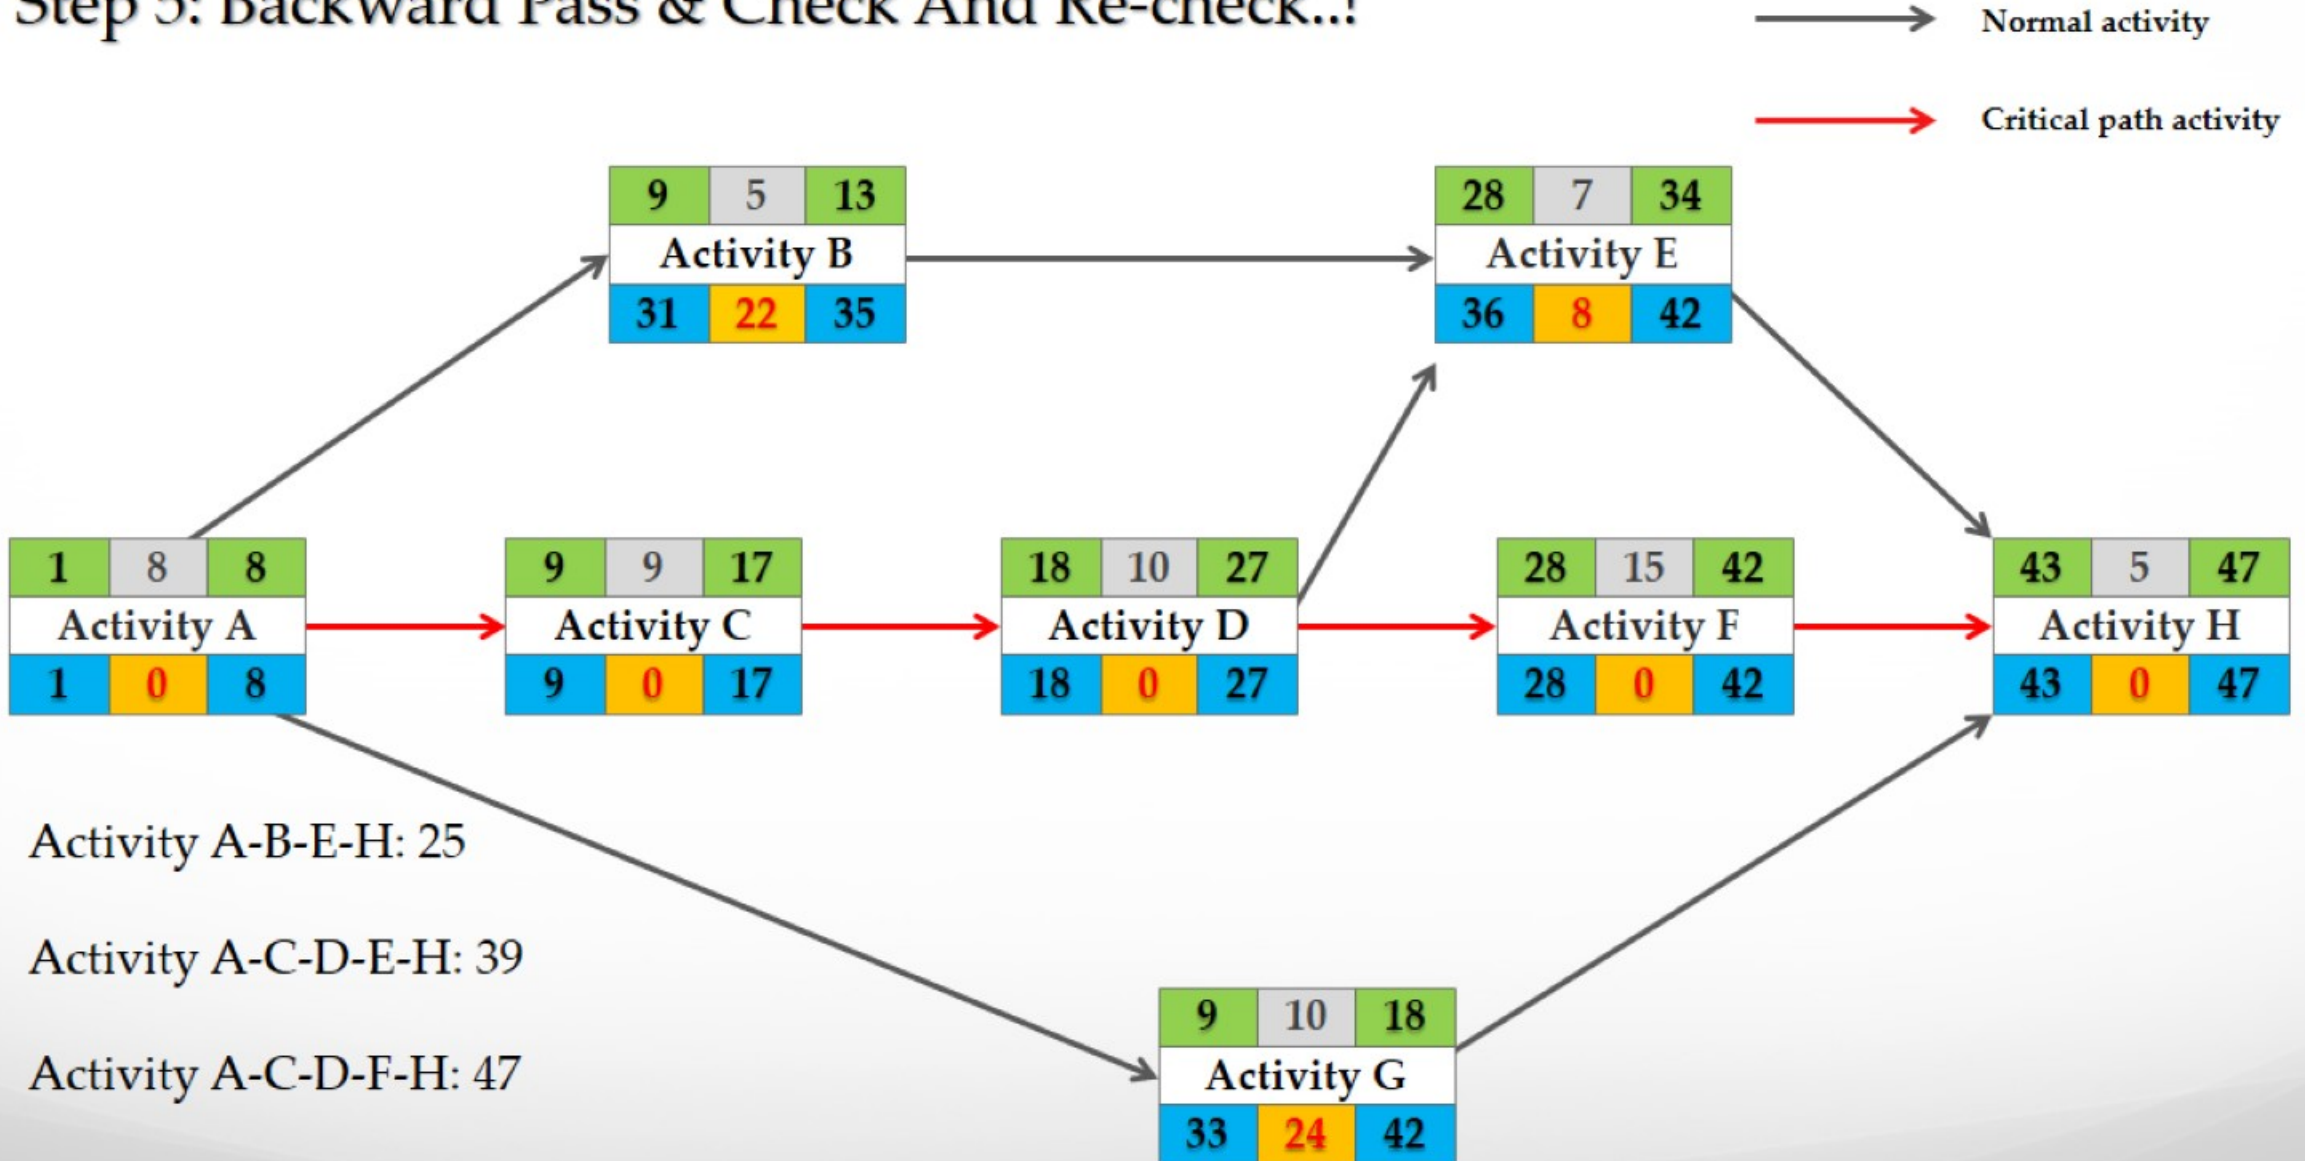 Step 5: Backward Pass & Check And Re-check..!
Normal activity
Critical path activity
9 5 13
Activity B
31 22 35
28 7 34
Activity E
36 8 42
1 8 8
Activity A
1 0 8
9 9 17
Activity C
9 0 17
18 10 27
Activity D
18 0 27
28 15 42
Activity F
28 0 42
43 5 47
Activity H
43 0 47
Activity A-B-E-H: 25
Activity A-C-D-E-H: 39
Activity A-C-D-F-H: 47
9 10 18
Activity G
33 24 42